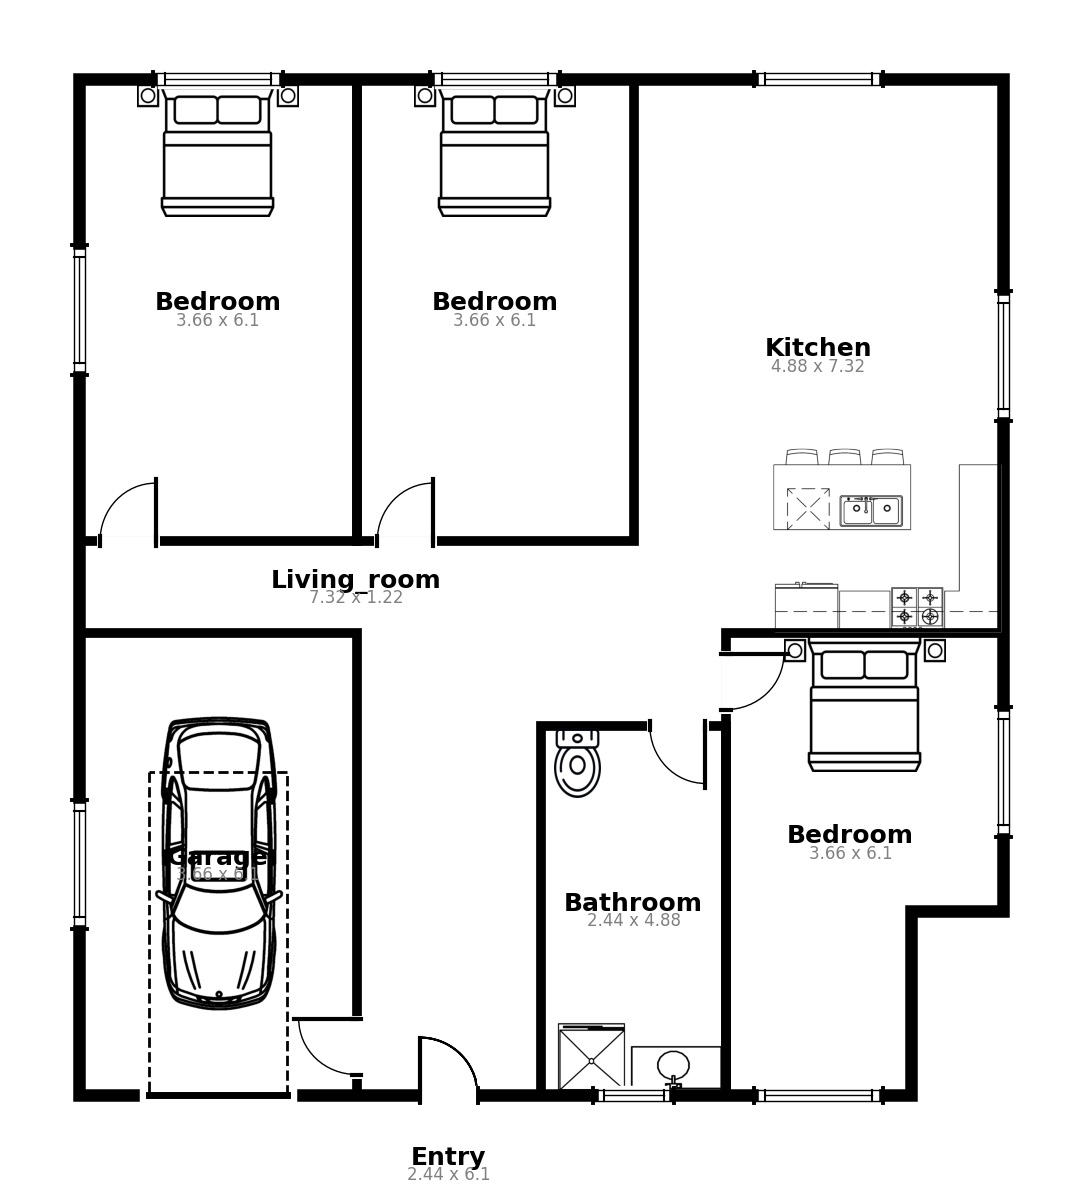 Bedroom
3.66 x 6.1
Bedroom
3.66 x 6.1
Kitchen
4.88 x 7.32
Living_room
7.32 x 1.22
Bedroom
3.66 x 6.1
Garage
3.66 x 6.1
Bathroom
2.44 x 4.88
Entry
2.44 x 6.1